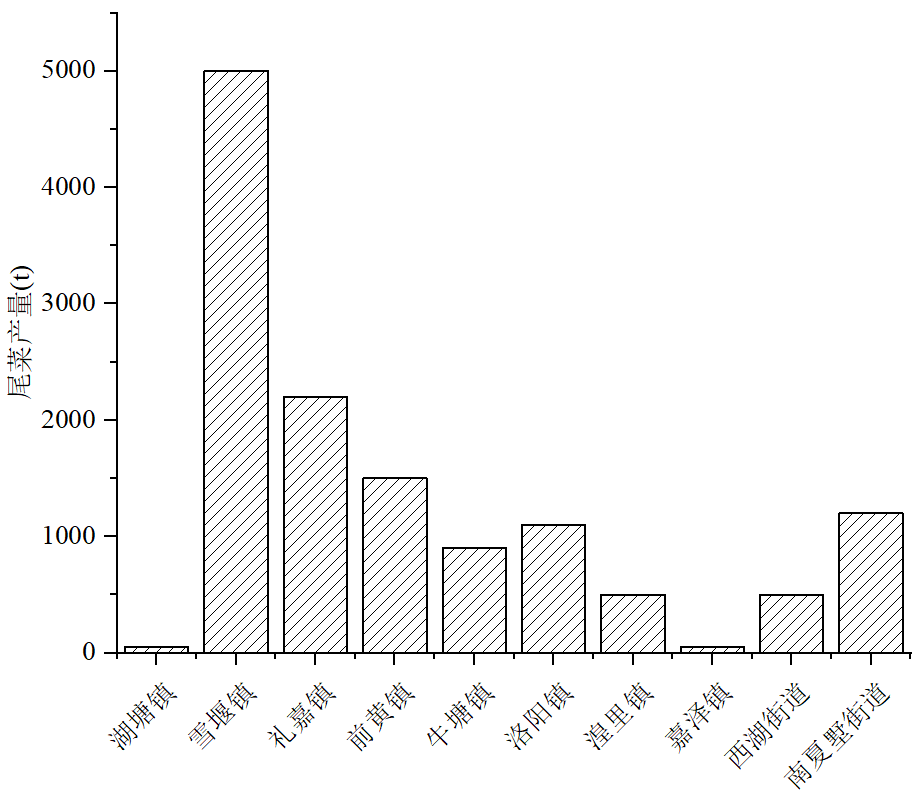 尾菜产量(t)
5000
4000
3000
2000
1000
0
湖塘镇
雪堰镇
礼嘉镇
前黄镇
牛塘镇
洛阳镇
湟里镇
嘉泽镇
西湖街道
南夏墅街道